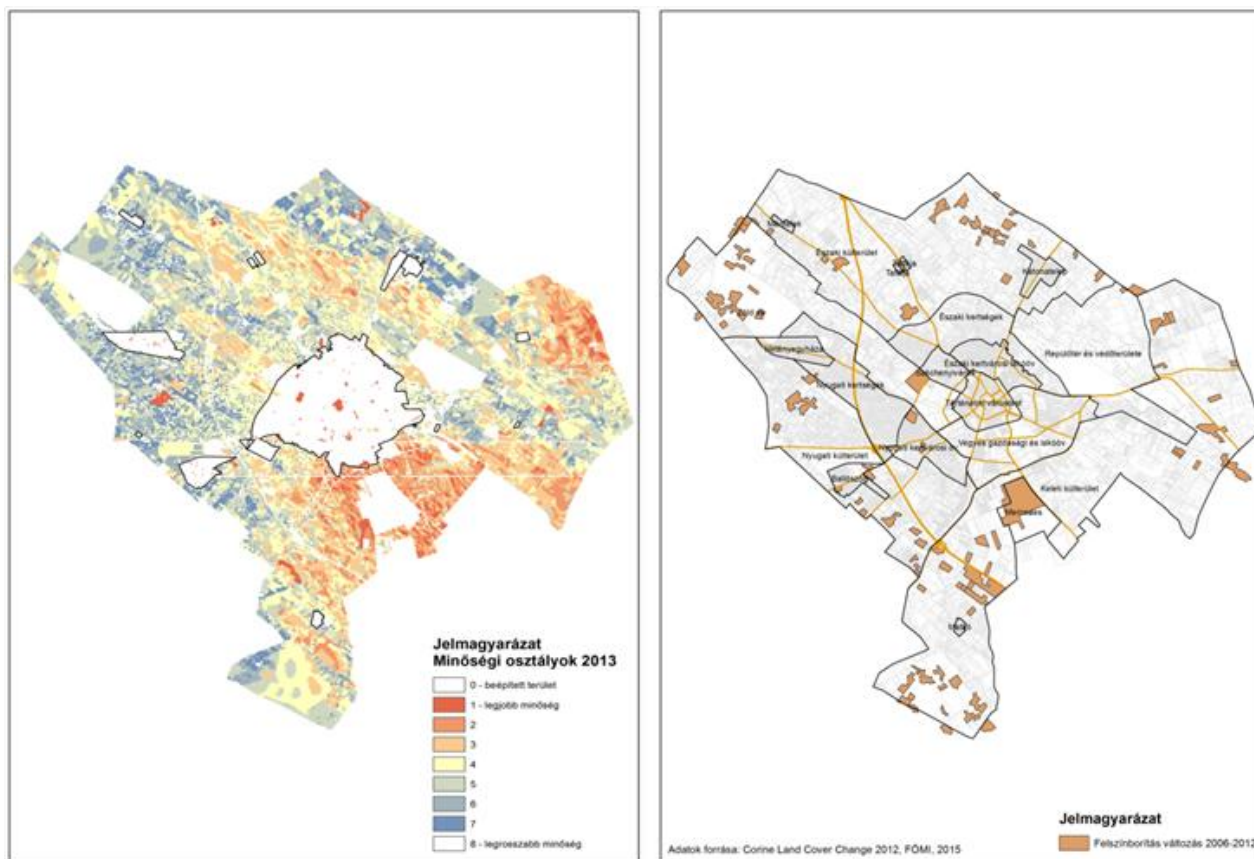 Jelmagyarázat
Minőségi osztályok 2013
0 - beépített terület
1 - legjobb minőség
2
3
4
5
6
7
8 - legrosszabb minőség
Északi külterület
Katonatelep
Északi kertségek
Repülőtér és védőterülete
Északi kertvárosi lakóöv
Nyugati kertségek
Vegyes gazdasági és lakóöv
Nyugati külterület
Keleti külterület
Mercedes
Jelmagyarázat
Felszínborítás változás 2006-2012
Adatok forrása: Corine Land Cover Change 2012, FÖMI, 2015